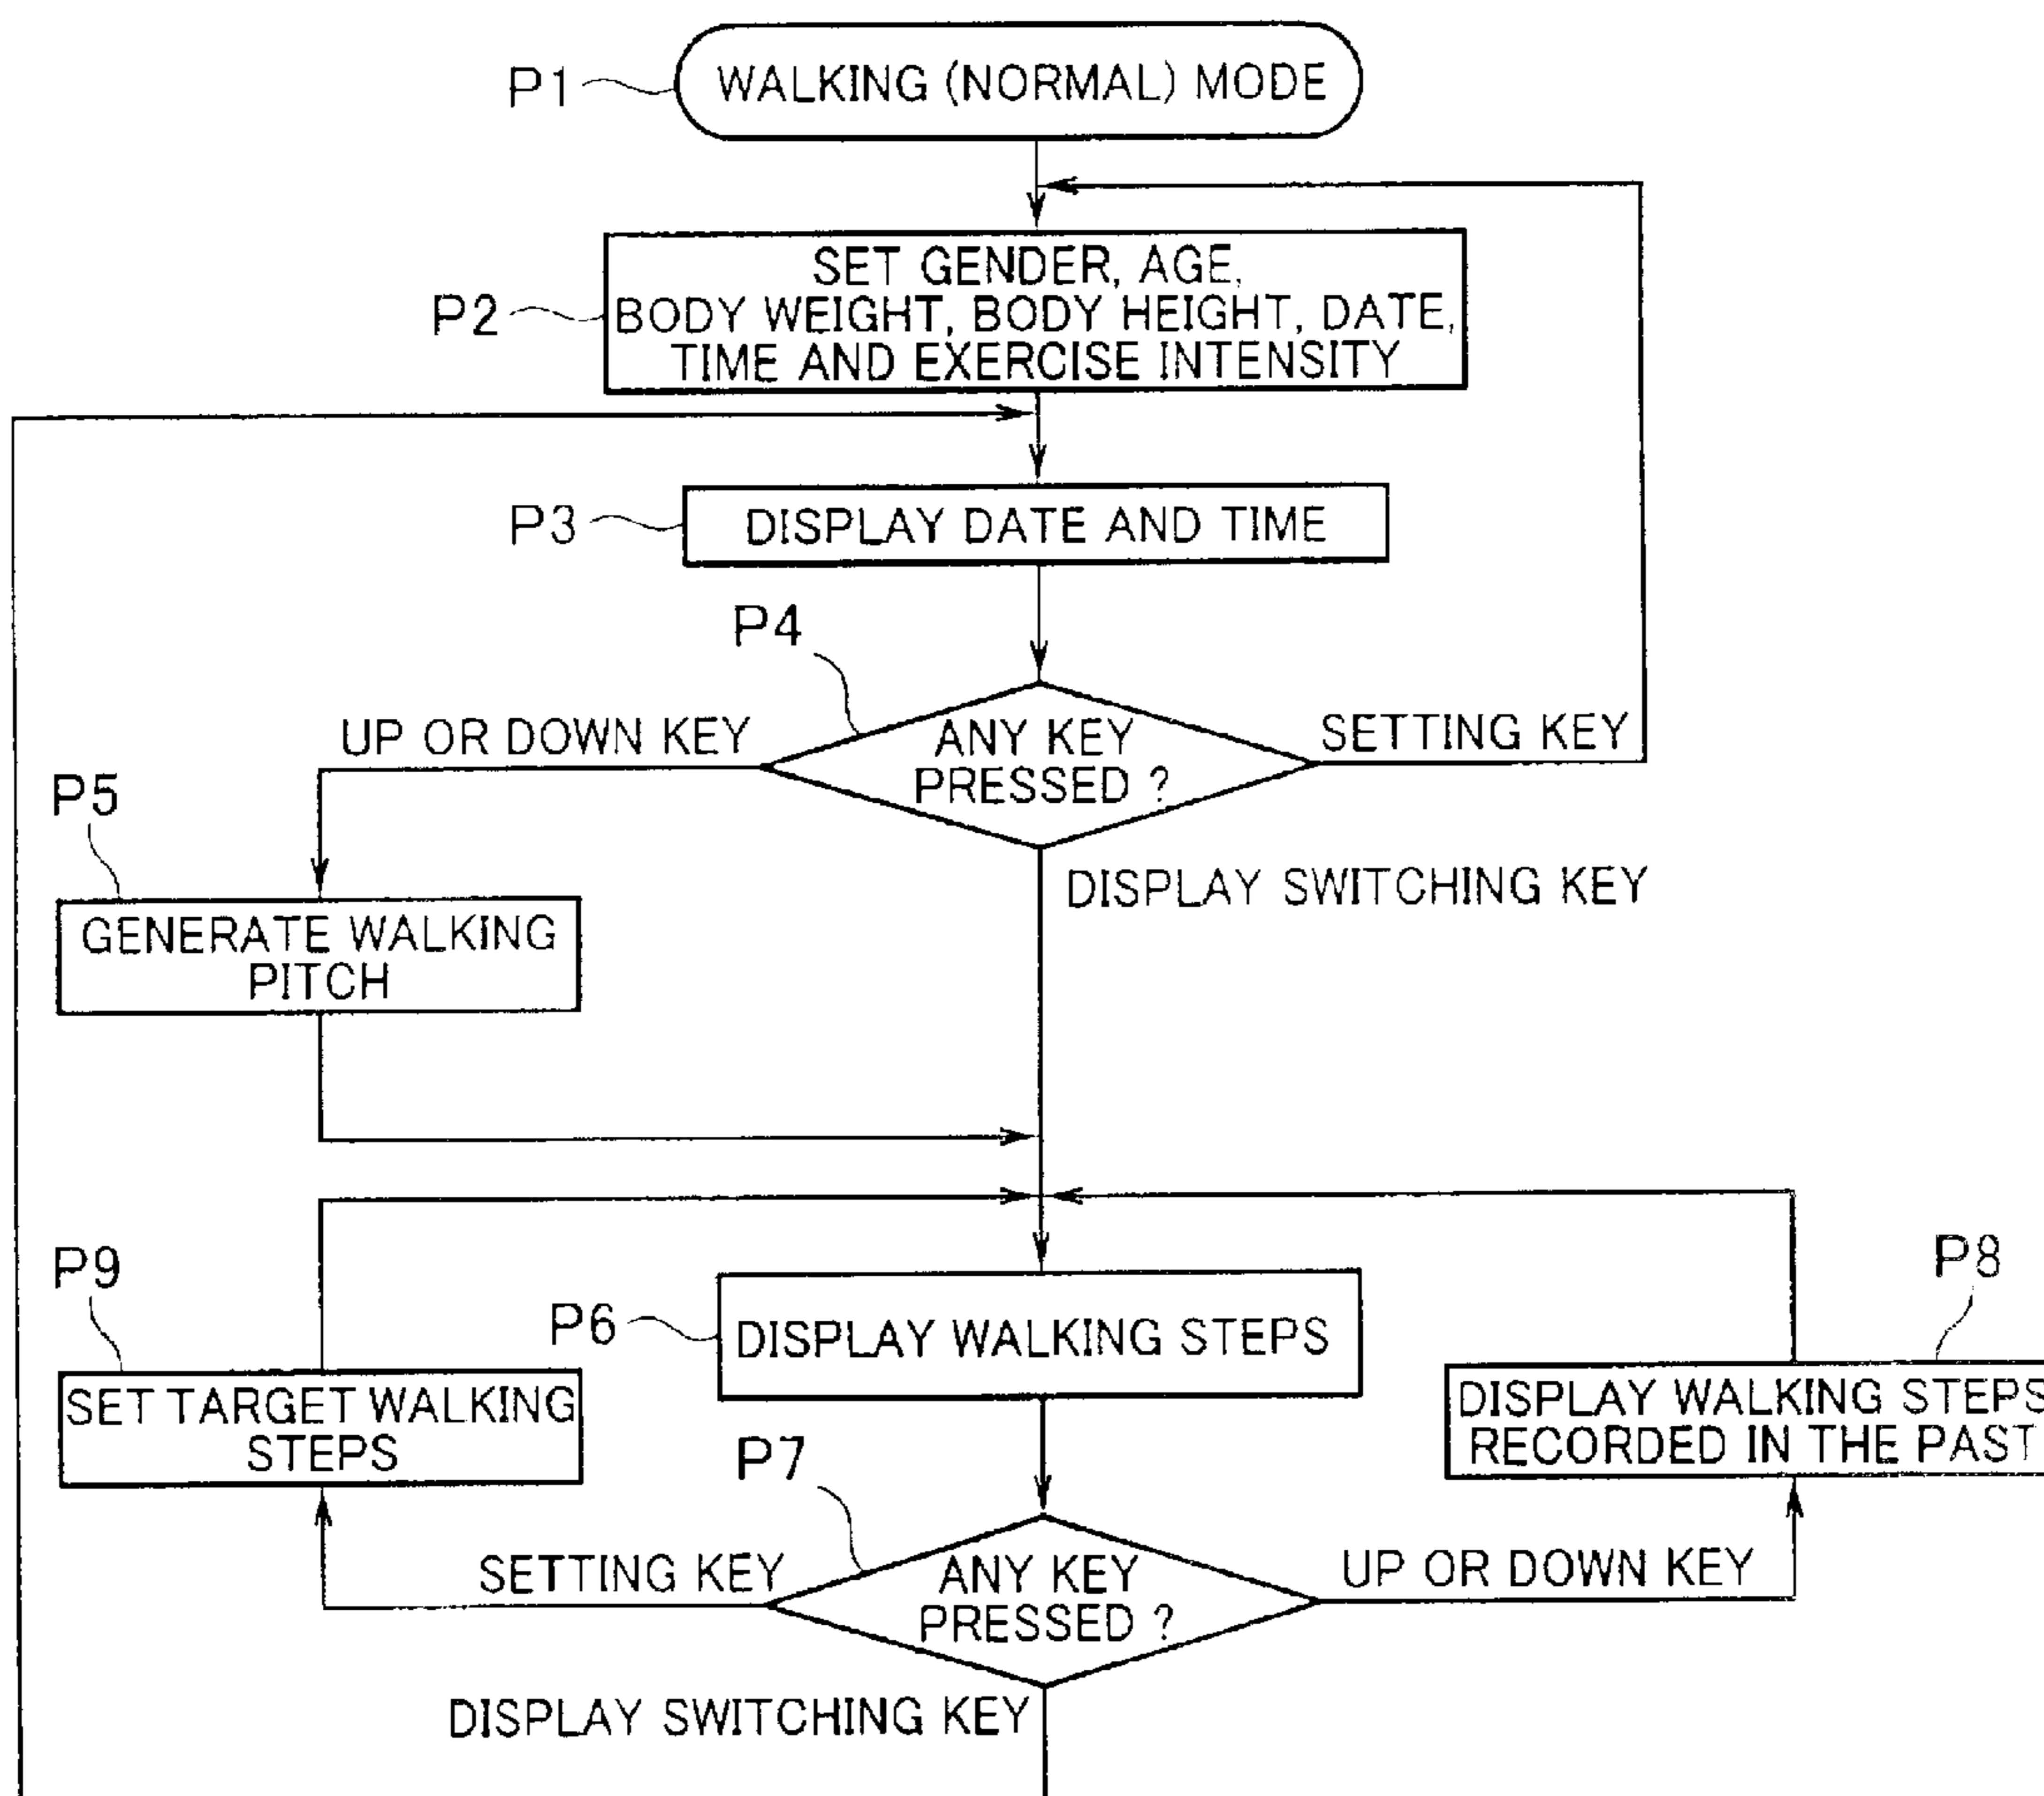 P1
WALKING (NORMAL) MODE
P2
SET GENDER, AGE,
BODY WEIGHT, BODY HEIGHT, DATE,
TIME AND EXERCISE INTENSITY
P3
DISPLAY DATE AND TIME
P4
UP OR DOWN KEY
ANY KEY
PRESSED ?
SETTING KEY
P5
DISPLAY SWITCHING KEY
GENERATE WALKING
PITCH
P9
P6
DISPLAY WALKING STEPS
P8
SET TARGET WALKING
STEPS
DISPLAY WALKING STEPS
RECORDED IN THE PAST
P7
SETTING KEY
ANY KEY
PRESSED ?
UP OR DOWN KEY
DISPLAY SWITCHING KEY